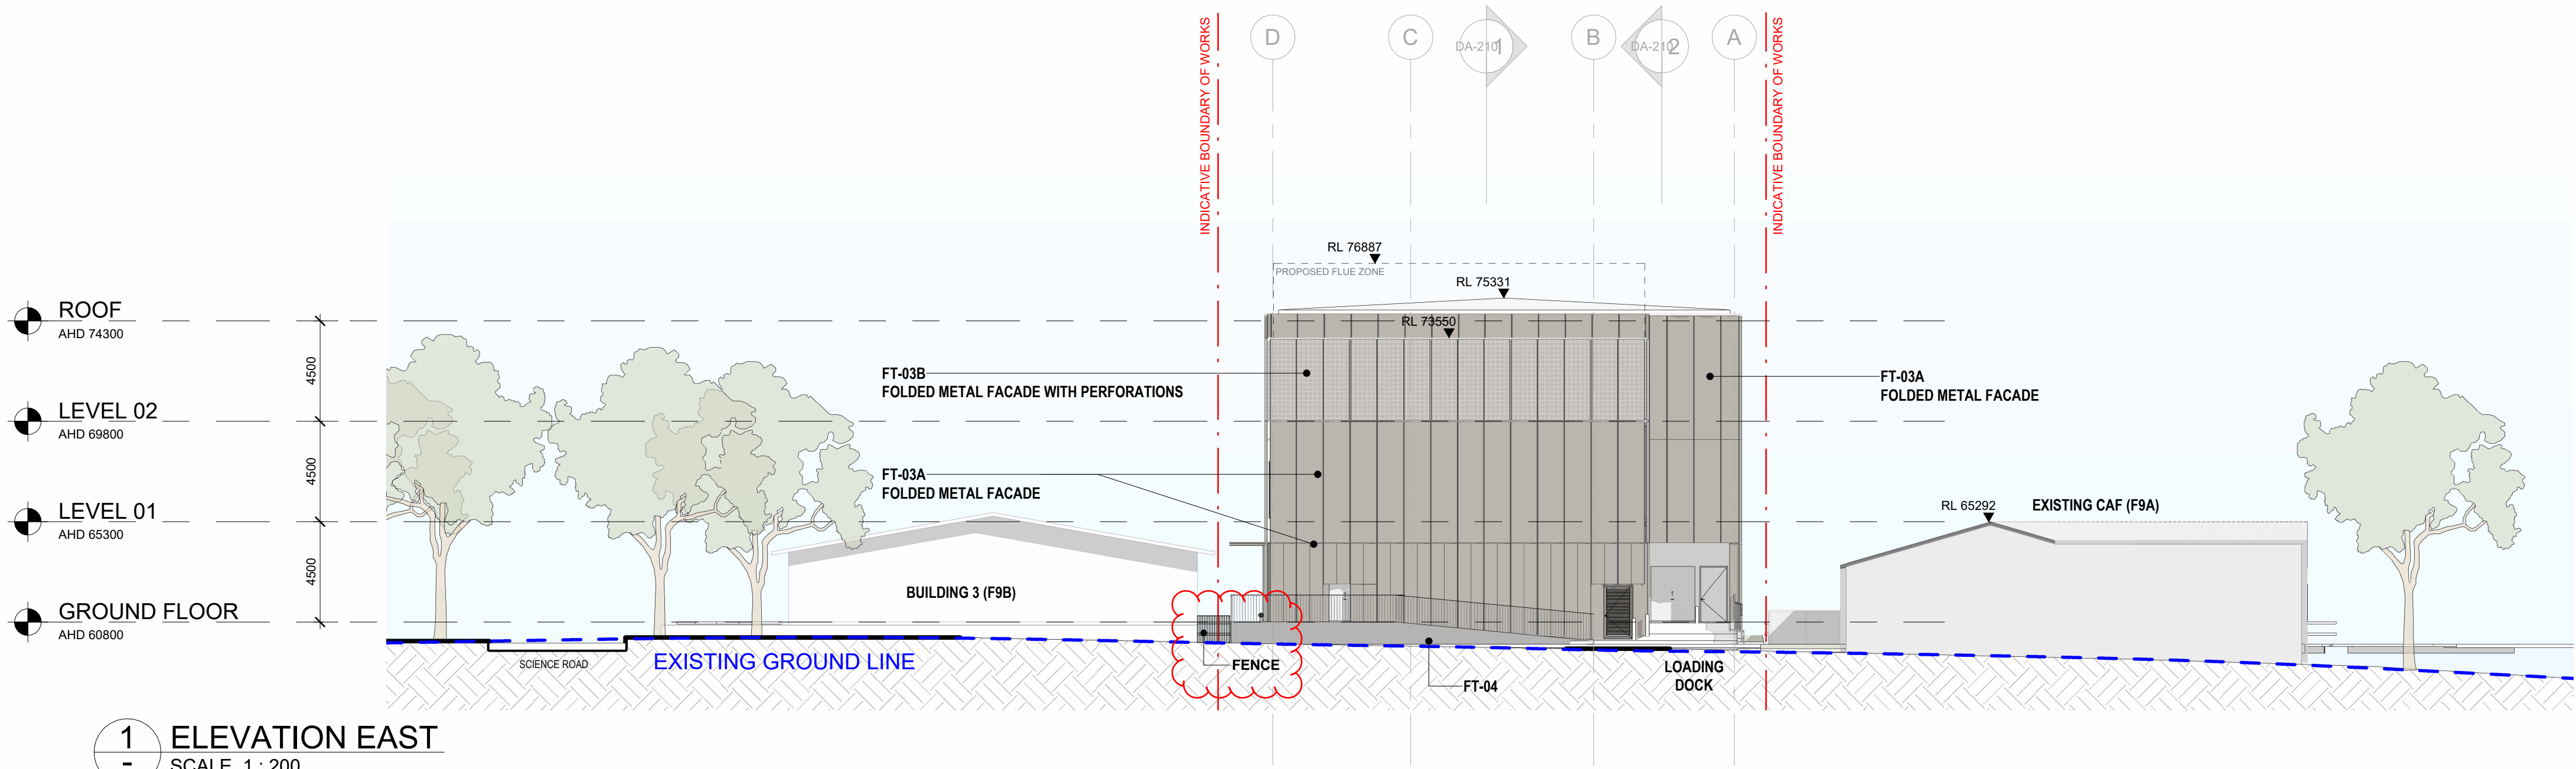 INDICATIVE BOUNDARY OF WORKS
D
C
DA-210
1
B
DA-210
2
A
INDICATIVE BOUNDARY OF WORKS
RL 76887
PROPOSED FLUE ZONE
RL 75331
RL 73550
ROOF
AHD 74300
4500
LEVEL 02
AHD 69800
4500
LEVEL 01
AHD 65300
4500
GROUND FLOOR
AHD 60800
FT-03B
FOLDED METAL FACADE WITH PERFORATIONS
FT-03A
FOLDED METAL FACADE
FT-03A
FOLDED METAL FACADE
RL 65292
EXISTING CAF (F9A)
BUILDING 3 (F9B)
SCIENCE ROAD
EXISTING GROUND LINE
FENCE
FT-04
LOADING
DOCK
1
-
ELEVATION EAST
SCALE 1 : 200